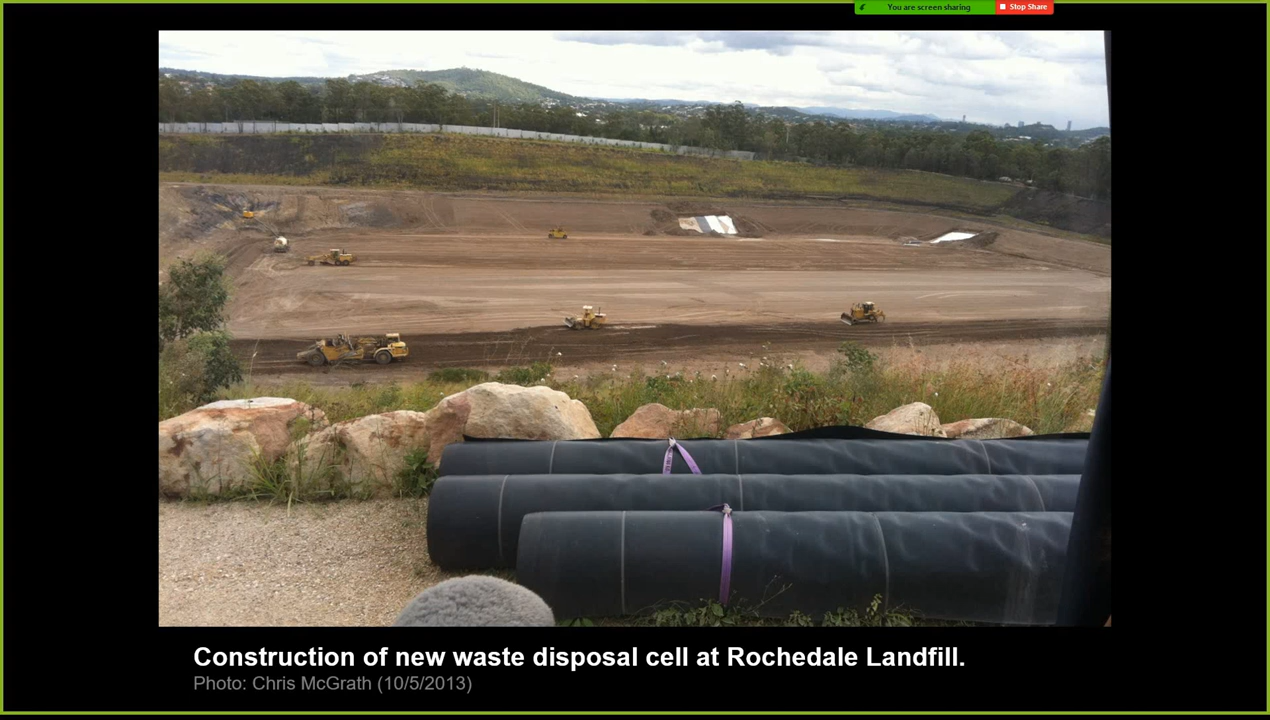 You are screen sharing
Stop Share
Construction of new waste disposal cell at Rochedale Landfill.
Photo: Chris McGrath (10/5/2013)